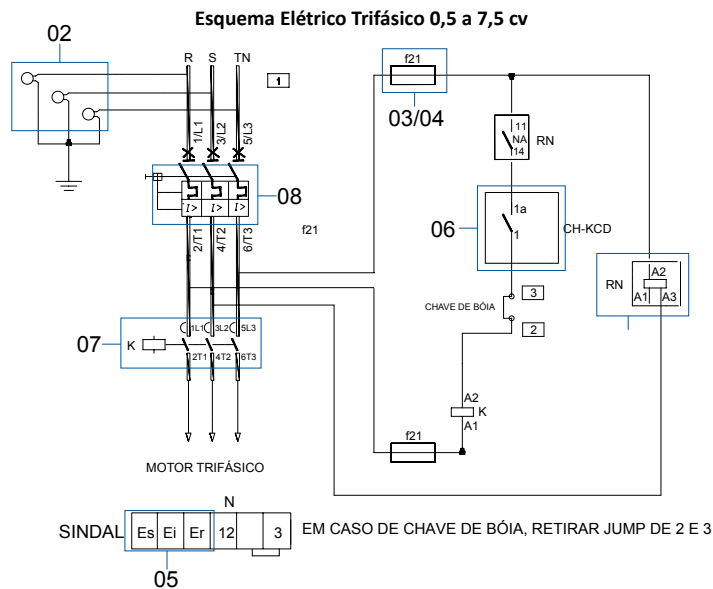 Esquema Elétrico Trifásico 0,5 a 7,5 cv
02
R S TN
1
1/L1 3/L2 5/L3
f21
03/04
11
NA
14
RN
08
I> I> I>
2/T1 4/T2 6/T3
f21
06
1a
1
CH-KCD
RN
A2
A1 A3
CHAVE DE BÓIA
3
2
07
K
1L1 3L2 5L3
2T1 4T2 6T3
A2
K
A1
f21
MOTOR TRIFÁSICO
N
SINDAL Es Ei Er 12 3 EM CASO DE CHAVE DE BÓIA, RETIRAR JUMP DE 2 E 3
05